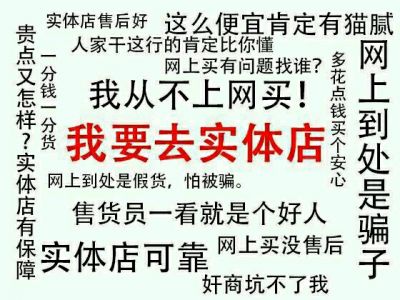 实体店售后好
这么便宜肯定有猫腻
人家干这行的肯定比你懂
网上买有问题找谁?
贵点又怎样?实体店有保障
一分钱一分货
我从不上网买!
多花点钱买个安心
网上到处是骗子
我要去实体店
网上到处是假货，怕被骗。
售货员一看就是个好人
实体店可靠
网上买没售后
奸商坑不了我